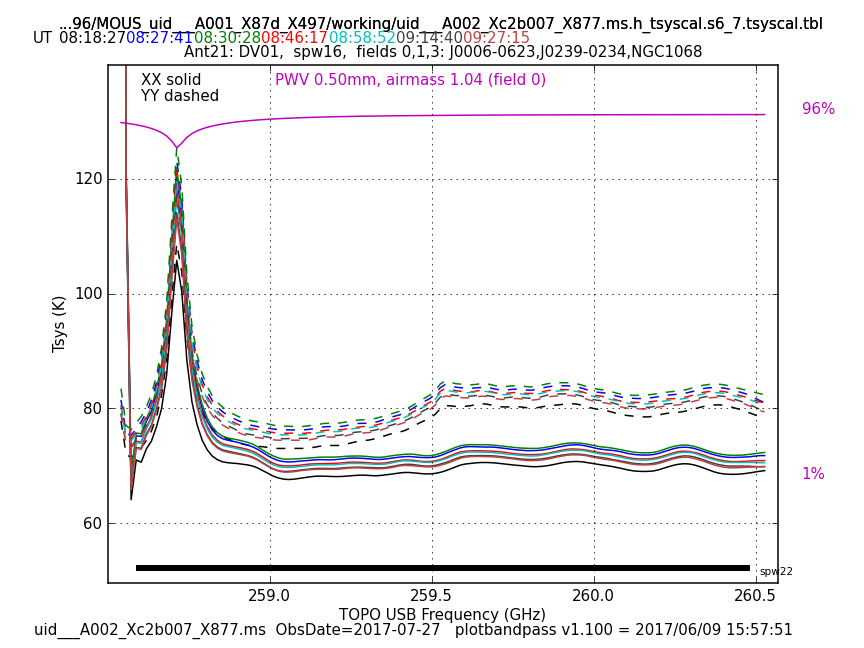 ...96/MOUS_uid___A001_X87d_X497/working/uid___A002_Xc2b007_X877.ms.h_tsyscal.s6_7.tsyscal.tbl
UT 08:18:27 08:27:41 08:30:28 08:46:17 08:58:52 09:14:40 09:27:15
Ant21: DV01,  spw16,  fields 0,1,3: J0006-0623,J0239-0234,NGC1068
XX solid
YY dashed
PWV 0.50mm, airmass 1.04 (field 0)
96%
120
100
80
60
Tsys (K)
1%
spw22
259.0 259.5 260.0 260.5
TOPO USB Frequency (GHz)
uid___A002_Xc2b007_X877.ms  ObsDate=2017-07-27   plotbandpass v1.100 = 2017/06/09 15:57:51